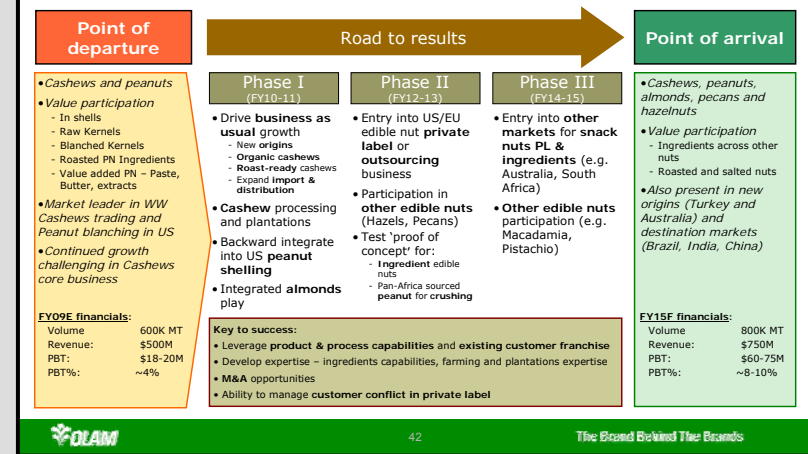 Point of
departure
Road to results
Point of arrival
•Cashews and peanuts
•Value participation
- In shells
- Raw Kernels
- Blanched Kernels
- Roasted PN Ingredients
- Value added PN – Paste,
Butter, extracts
•Market leader in WW
Cashews trading and
Peanut blanching in US
•Continued growth
challenging in Cashews
core business
FY09E financials:
Volume 600K MT
Revenue: $500M
PBT: $18-20M
PBT%: ~4%
Phase I
(FY10-11)
•Drive business as
usual growth
- New origins
- Organic cashews
- Roast-ready cashews
- Expand import &
distribution
•Cashew processing
and plantations
•Backward integrate
into US peanut
shelling
•Integrated almonds
play
Phase II
(FY12-13)
•Entry into US/EU
edible nut private
label or
outsourcing
business
•Participation in
other edible nuts
(Hazels, Pecans)
•Test ‘proof of
concept’ for:
- Ingredient edible
nuts
- Pan-Africa sourced
peanut for crushing
Phase III
(FY14-15)
•Entry into other
markets for snack
nuts PL &
ingredients (e.g.
Australia, South
Africa)
•Other edible nuts
participation (e.g.
Macadamia,
Pistachio)
Key to success:
• Leverage product & process capabilities and existing customer franchise
• Develop expertise – ingredients capabilities, farming and plantations expertise
• M&A opportunities
• Ability to manage customer conflict in private label
•Cashews, peanuts,
almonds, pecans and
hazelnuts
•Value participation
- Ingredients across other
nuts
- Roasted and salted nuts
•Also present in new
origins (Turkey and
Australia) and
destination markets
(Brazil, India, China)
FY15F financials:
Volume 800K MT
Revenue: $750M
PBT: $60-75M
PBT%: ~8-10%
OLAM
42
The Brand Behind The Brands